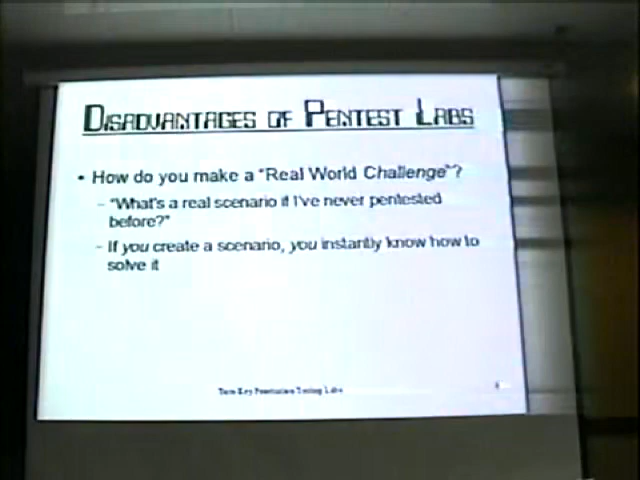 DISADVANTAGES OF PENTEST LABS
• How do you make a "Real World Challenge"?
– "What's a real scenario if I've never pentested
before?"
– If you create a scenario, you instantly know how to
solve it
Turn Key Penetration Testing Labs